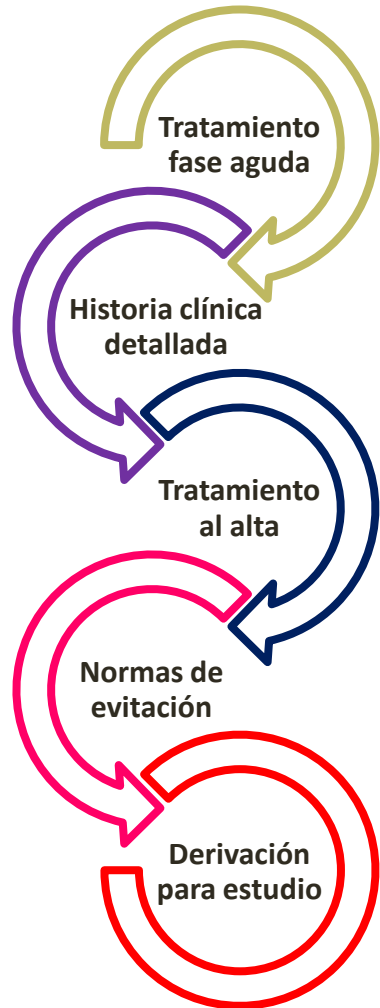 Tratamiento
fase aguda
Historia clínica
detallada
Tratamiento
al alta
Normas de
evitación
Derivación
para estudio